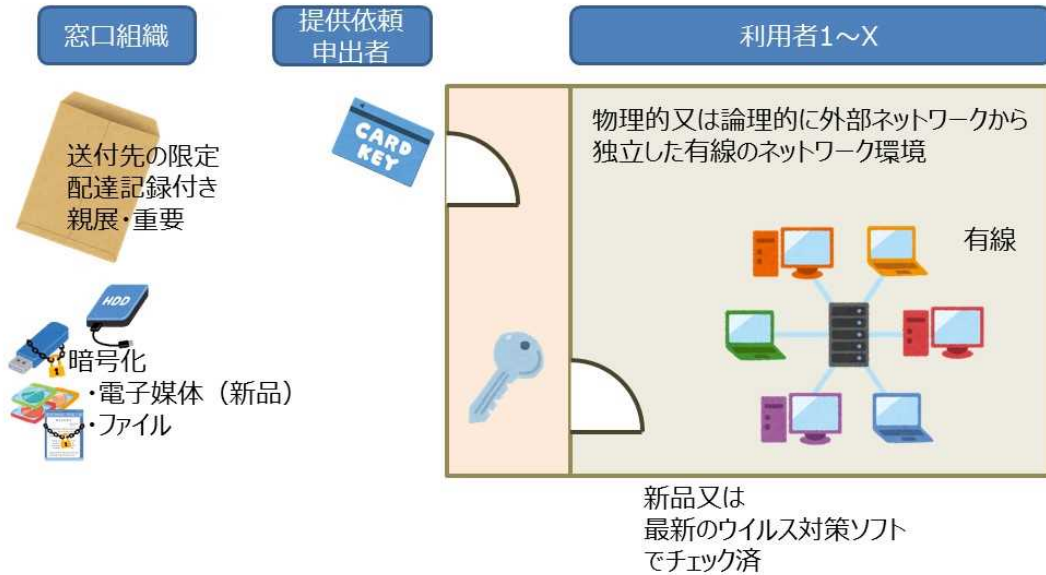 窓口組織
提供依頼
申出者
利用者1～X
送付先の限定
配達記録付き
親展・重要
CARD
KEY
物理的又は論理的に外部ネットワークから
独立した有線のネットワーク環境
有線
HDD
暗号化
・電子媒体（新品）
・ファイル
新品又は
最新のウイルス対策ソフト
でチェック済